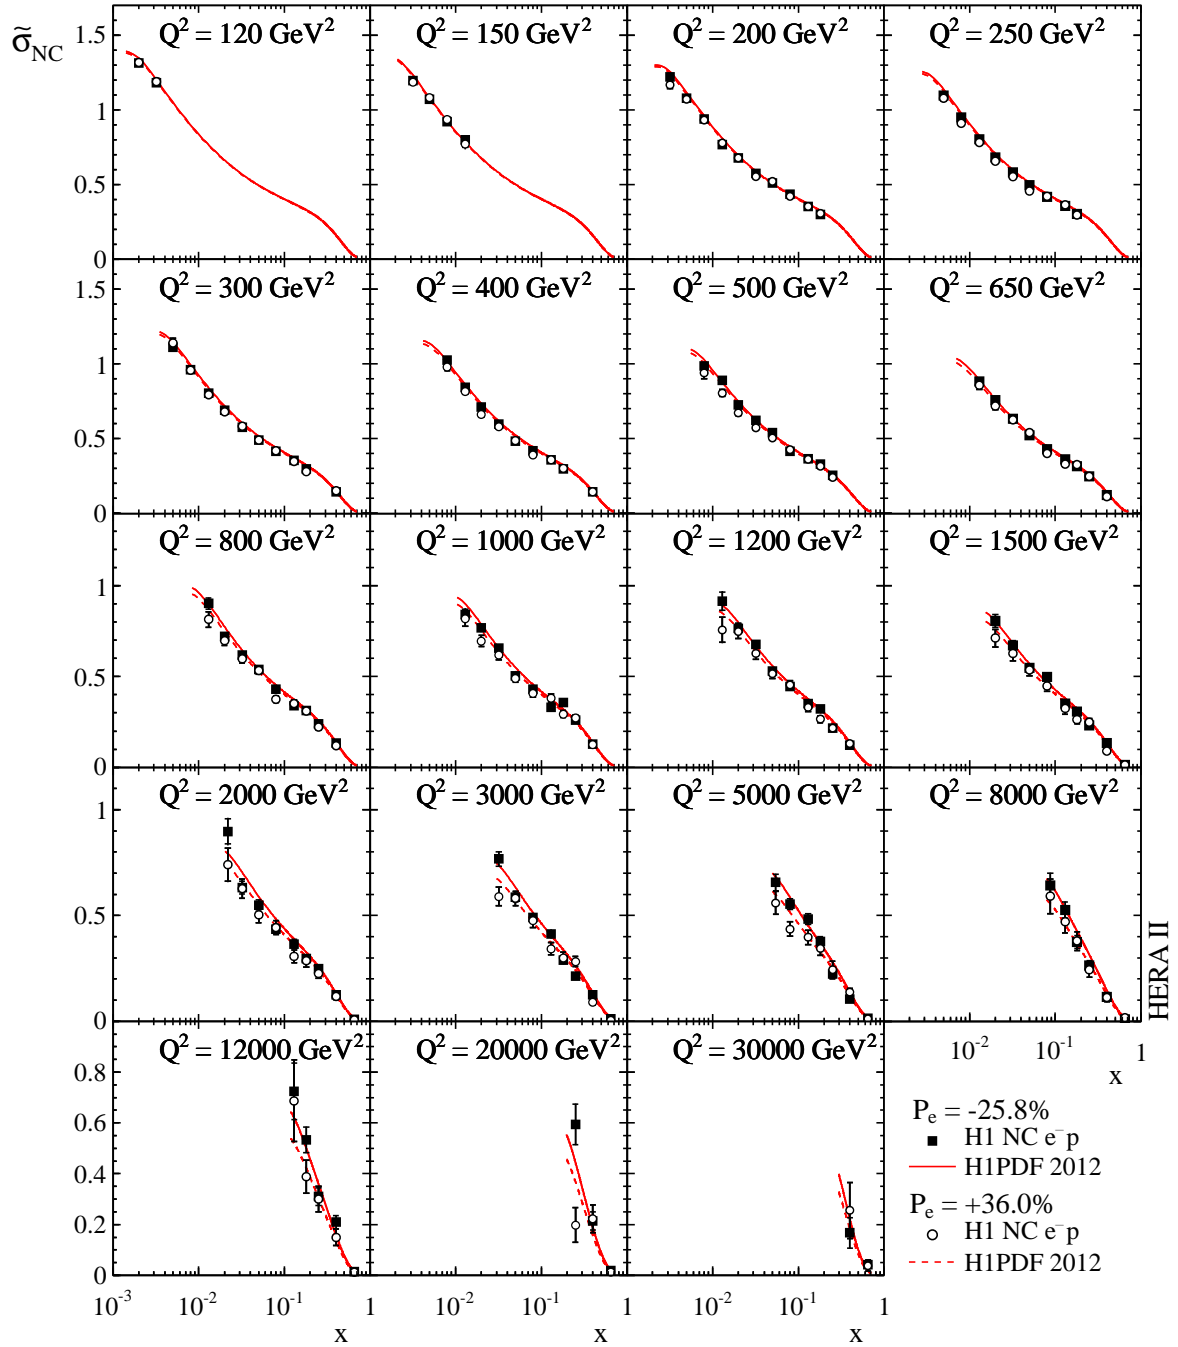 σ̃NC
Q² = 120 GeV² Q² = 150 GeV² Q² = 200 GeV² Q² = 250 GeV²
1.5
1
0.5
0
Q² = 300 GeV² Q² = 400 GeV² Q² = 500 GeV² Q² = 650 GeV²
1.5
1
0.5
0
Q² = 800 GeV² Q² = 1000 GeV² Q² = 1200 GeV² Q² = 1500 GeV²
1
0.5
0
Q² = 2000 GeV² Q² = 3000 GeV² Q² = 5000 GeV² Q² = 8000 GeV²
1
0.5
0
HERA II
Q² = 12000 GeV² Q² = 20000 GeV² Q² = 30000 GeV²
10⁻² 10⁻¹ 1
x
0.8
0.6
0.4
0.2
0
Pe = -25.8%
H1 NC e⁻p
H1PDF 2012
Pe = +36.0%
H1 NC e⁻p
H1PDF 2012
10⁻³ 10⁻² 10⁻¹ 1 10⁻² 10⁻¹ 1 10⁻² 10⁻¹ 1
x x x